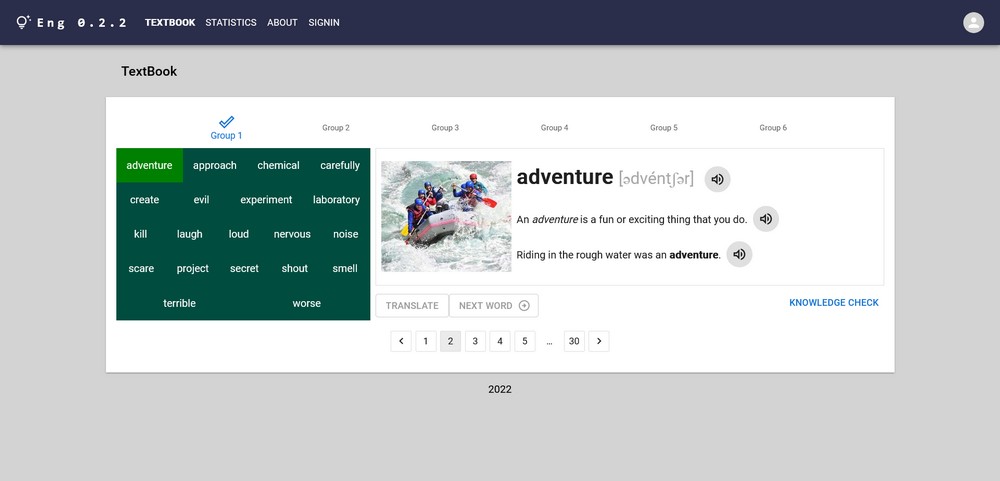 Eng 0.2.2 TEXTBOOK STATISTICS ABOUT SIGNIN
TextBook
Group 1 Group 2 Group 3 Group 4 Group 5 Group 6
adventure approach chemical carefully
create evil experiment laboratory
kill laugh loud nervous noise
scare project secret shout smell
terrible worse
adventure [ədvéntʃər]
An adventure is a fun or exciting thing that you do.
Riding in the rough water was an adventure.
TRANSLATE NEXT WORD KNOWLEDGE CHECK
1 2 3 4 5 ... 30
2022